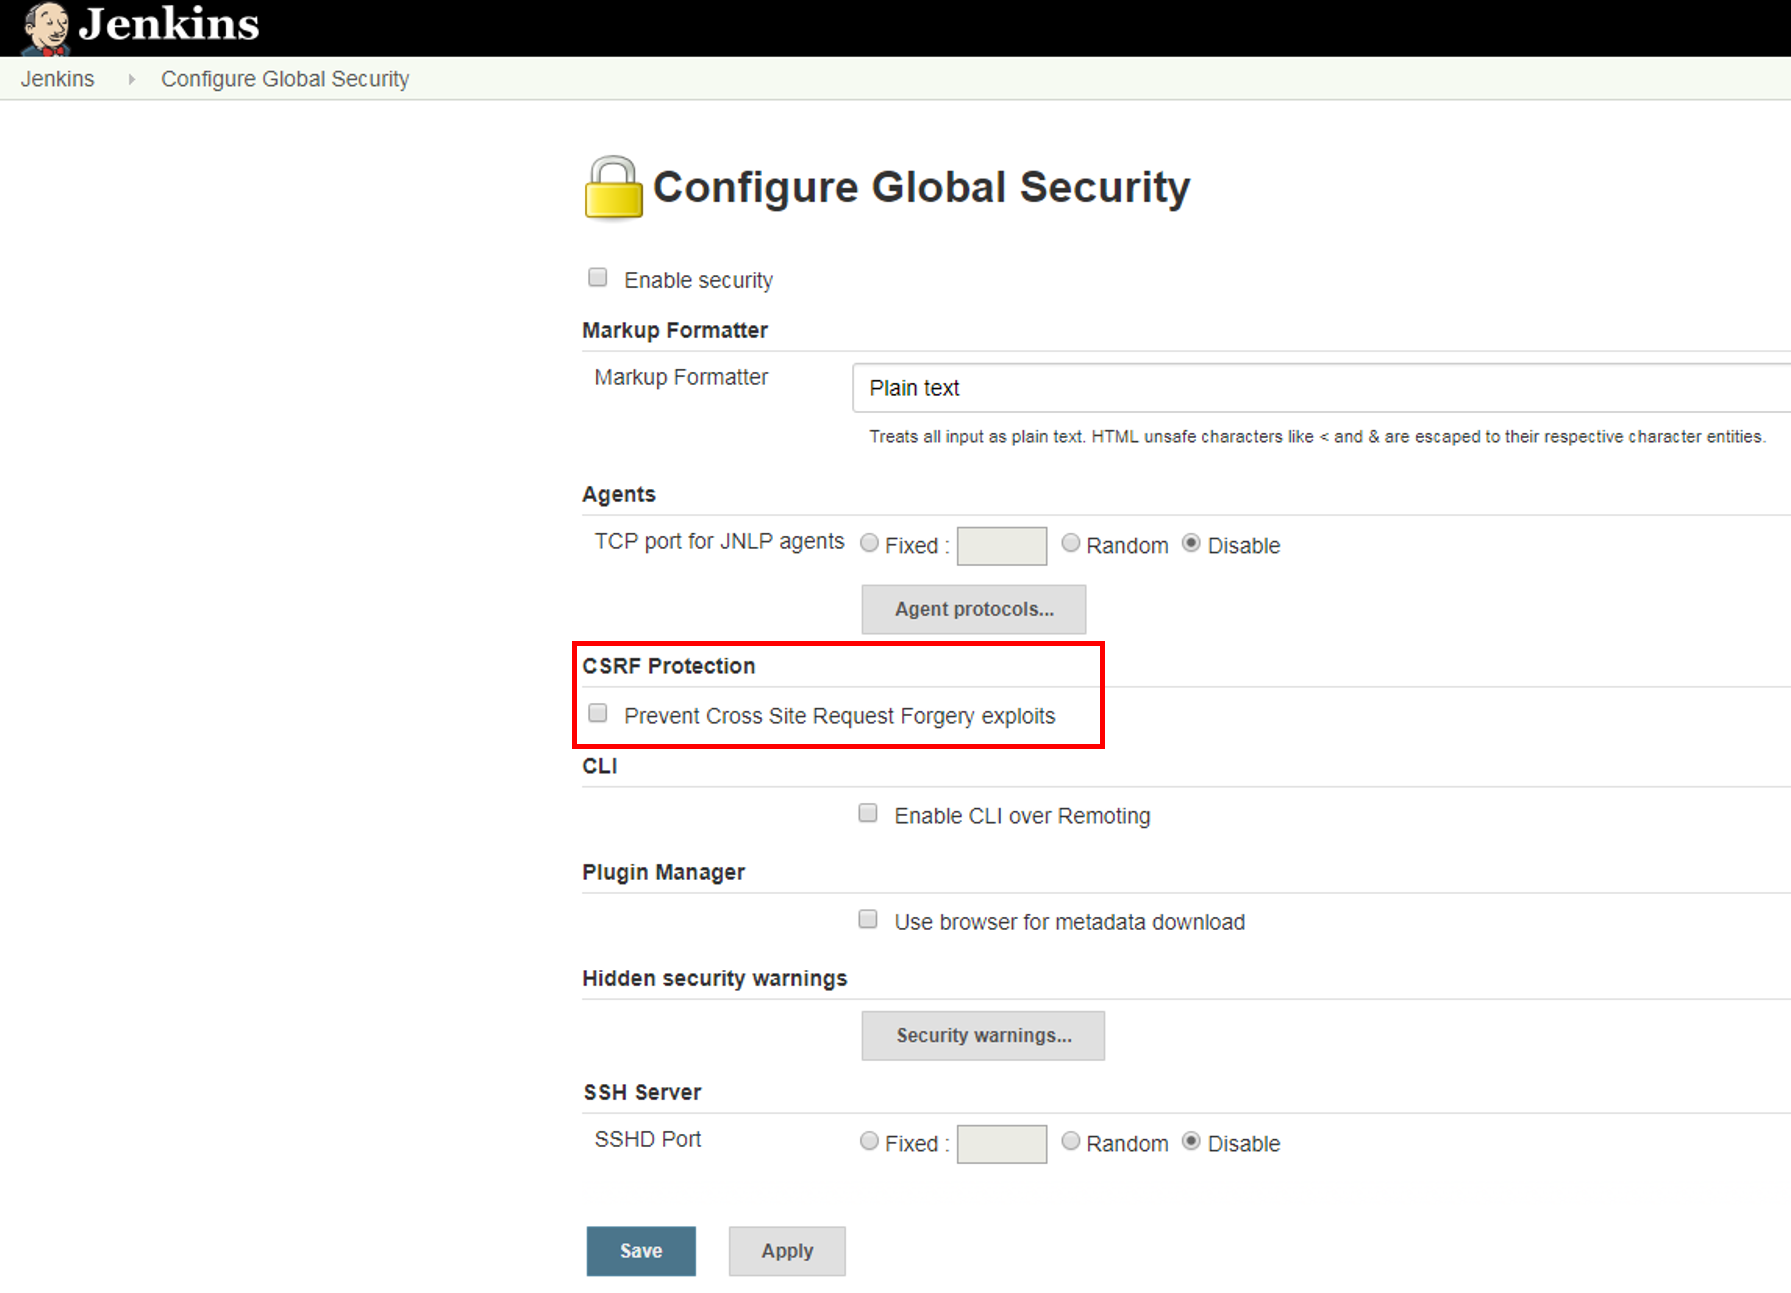 Jenkins
Jenkins Configure Global Security
Configure Global Security
Enable security
Markup Formatter
Markup Formatter Plain text
Treats all input as plain text. HTML unsafe characters like < and & are escaped to their respective character entities.
Agents
TCP port for JNLP agents Fixed : Random Disable
Agent protocols...
CSRF Protection
Prevent Cross Site Request Forgery exploits
CLI
Enable CLI over Remoting
Plugin Manager
Use browser for metadata download
Hidden security warnings
Security warnings...
SSH Server
SSHD Port Fixed : Random Disable
Save Apply